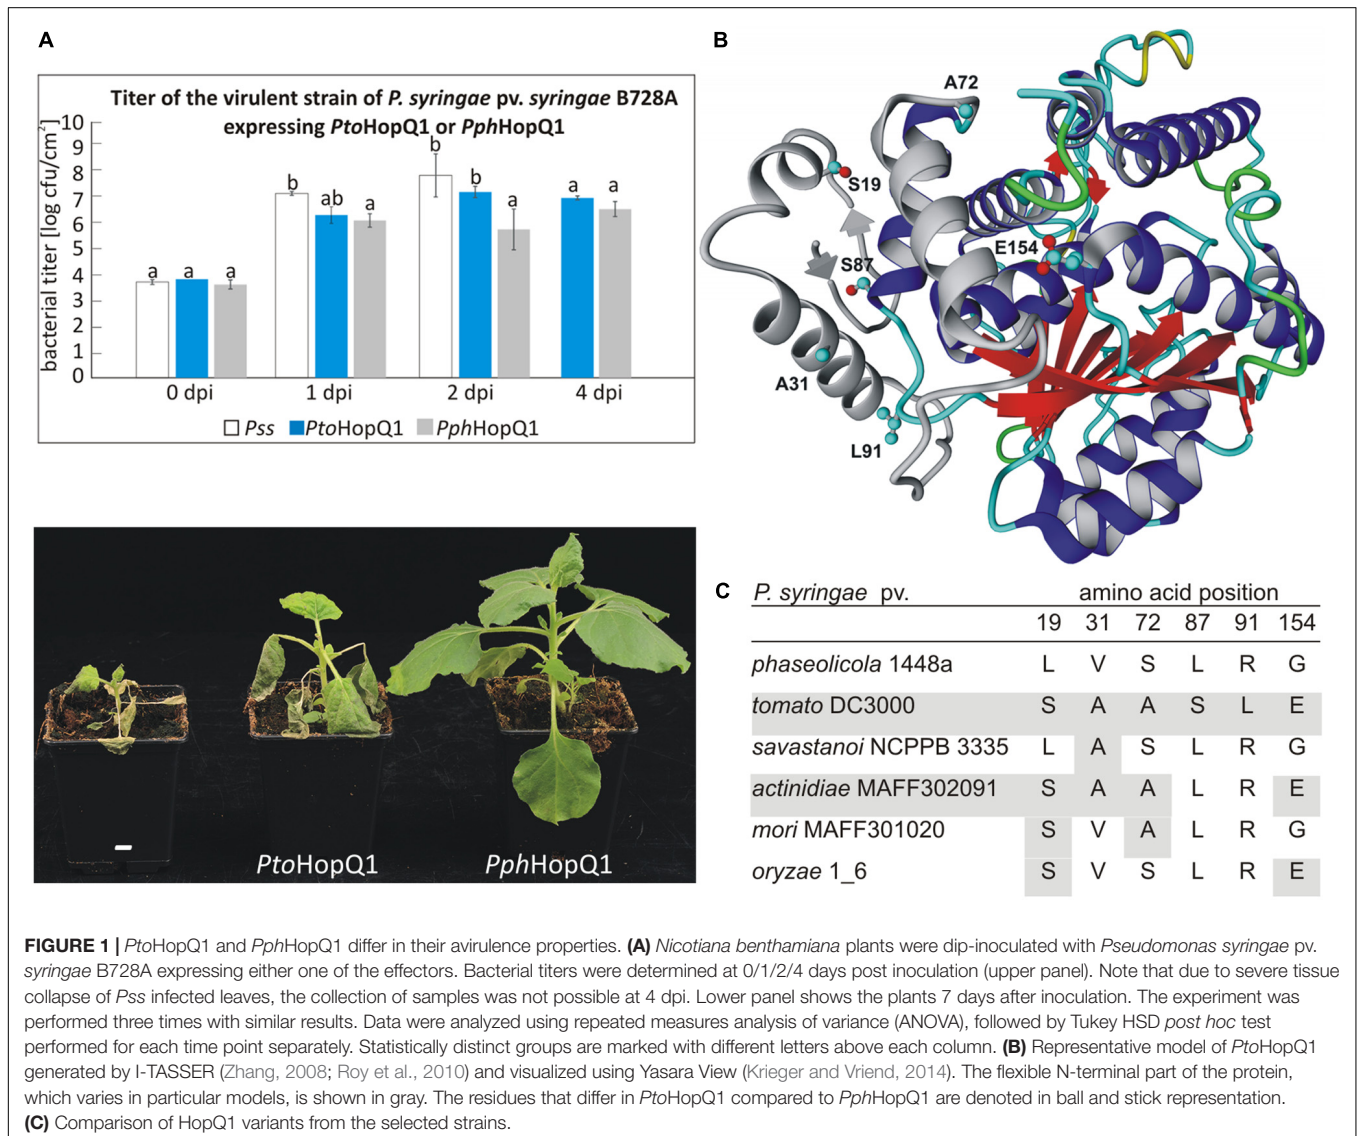 A
Titer of the virulent strain of P. syringae pv. syringae B728A
expressing PtoHopQ1 or PphHopQ1
bacterial titer [log cfu/cm²]
10
9
8
7
6
5
4
3
2
1
0
a a a
b ab a
b b a
a a
0 dpi 1 dpi 2 dpi 4 dpi
Pss PtoHopQ1 PphHopQ1
PtoHopQ1 PphHopQ1
B
A72
S19
E154
S87
A31
L91
C
P. syringae pv. amino acid position
19 31 72 87 91 154
phaseolicola 1448a L V S L R G
tomato DC3000 S A A S L E
savastanoi NCPPB 3335 L A S L R G
actinidiae MAFF302091 S A A L R E
mori MAFF301020 S V A L R G
oryzae 1_6 S V S L R E
FIGURE 1 | PtoHopQ1 and PphHopQ1 differ in their avirulence properties. (A) Nicotiana benthamiana plants were dip-inoculated with Pseudomonas syringae pv.
syringae B728A expressing either one of the effectors. Bacterial titers were determined at 0/1/2/4 days post inoculation (upper panel). Note that due to severe tissue
collapse of Pss infected leaves, the collection of samples was not possible at 4 dpi. Lower panel shows the plants 7 days after inoculation. The experiment was
performed three times with similar results. Data were analyzed using repeated measures analysis of variance (ANOVA), followed by Tukey HSD post hoc test
performed for each time point separately. Statistically distinct groups are marked with different letters above each column. (B) Representative model of PtoHopQ1
generated by I-TASSER (Zhang, 2008; Roy et al., 2010) and visualized using Yasara View (Krieger and Vriend, 2014). The flexible N-terminal part of the protein,
which varies in particular models, is shown in gray. The residues that differ in PtoHopQ1 compared to PphHopQ1 are denoted in ball and stick representation.
(C) Comparison of HopQ1 variants from the selected strains.